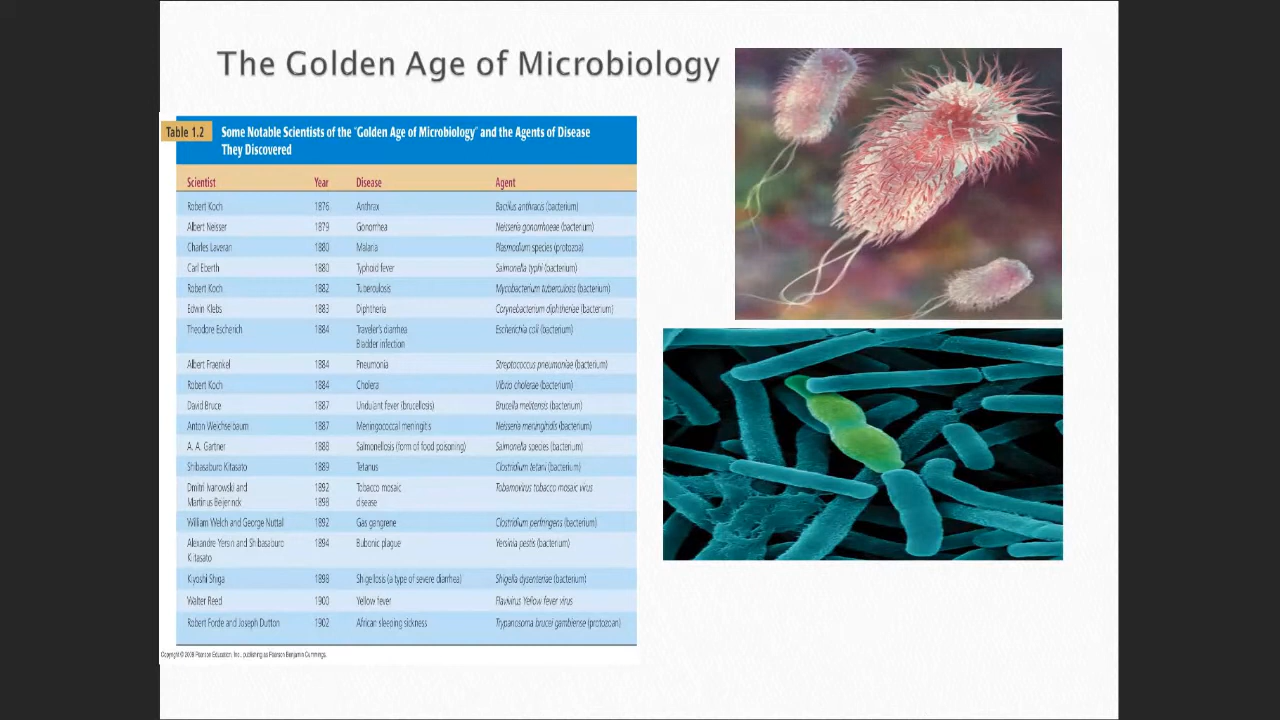 The Golden Age of Microbiology
Table 1.2
Some Notable Scientists of the "Golden Age of Microbiology" and the Agents of Disease
They Discovered
Scientist Year Disease Agent
Robert Koch 1876 Anthrax Bacillus anthracis (bacterium)
Albert Neisser 1879 Gonorrhea Neisseria gonorrhoeae (bacterium)
Charles Laveran 1880 Malaria Plasmodium species (protozoa)
Carl Eberth 1880 Typhoid fever Salmonella typhi (bacterium)
Robert Koch 1882 Tuberculosis Mycobacterium tuberculosis (bacterium)
Edwin Klebs 1883 Diphtheria Corynebacterium diphtheriae (bacterium)
Theodore Escherich 1884 Traveler's diarrhea Escherichia coli (bacterium)
Bladder infection
Albert Fraenkel 1884 Pneumonia Streptococcus pneumoniae (bacterium)
Robert Koch 1884 Cholera Vibrio cholerae (bacterium)
David Bruce 1887 Undulant fever (brucellosis) Brucella melitensis (bacterium)
Anton Weichselbaum 1887 Meningococcal meningitis Neisseria meningitidis (bacterium)
A. A. Gartner 1888 Salmonellosis (form of food poisoning) Salmonella species (bacterium)
Shibasaburo Kitasato 1889 Tetanus Clostridium tetani (bacterium)
Dmitri Ivanowski and 1892 Tobacco mosaic Tobamovirus tobacco mosaic virus
Martinus Beijerinck 1898 disease
William Welch and George Nuttal 1892 Gas gangrene Clostridium perfringens (bacterium)
Alexandre Yersin and Shibasaburo 1894 Bubonic plague Yersinia pestis (bacterium)
Kitasato
Kiyoshi Shiga 1898 Shigellosis (a type of severe diarrhea) Shigella dysenteriae (bacterium)
Walter Reed 1900 Yellow fever Flavivirus Yellow fever virus
Robert Forde and Joseph Dutton 1902 African sleeping sickness Trypanosoma brucei gambiense (protozoan)
Copyright © 2009 Pearson Education, Inc., publishing as Pearson Benjamin Cummings.